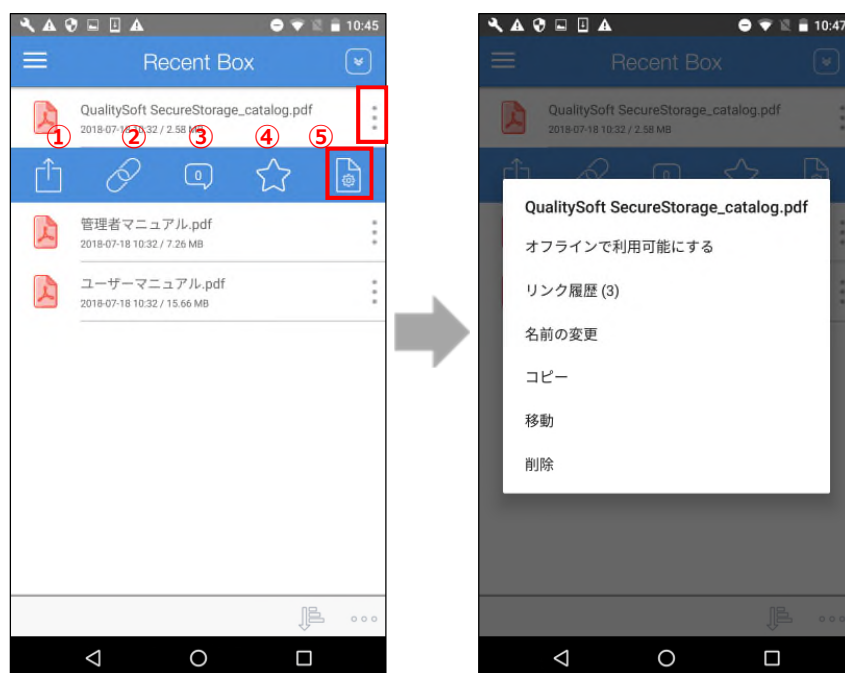 10:45
Recent Box
QualitySoft SecureStorage_catalog.pdf
2018-07-18 10:32 / 2.58 MB
① ② ③ ④ ⑤
0
管理者マニュアル.pdf
2018-07-18 10:32 / 7.26 MB
ユーザーマニュアル.pdf
2018-07-18 10:32 / 15.66 MB
10:47
Recent Box
QualitySoft SecureStorage_catalog.pdf
2018-07-18 10:32 / 2.58 MB
QualitySoft SecureStorage_catalog.pdf
オフラインで利用可能にする
リンク履歴 (3)
名前の変更
コピー
移動
削除